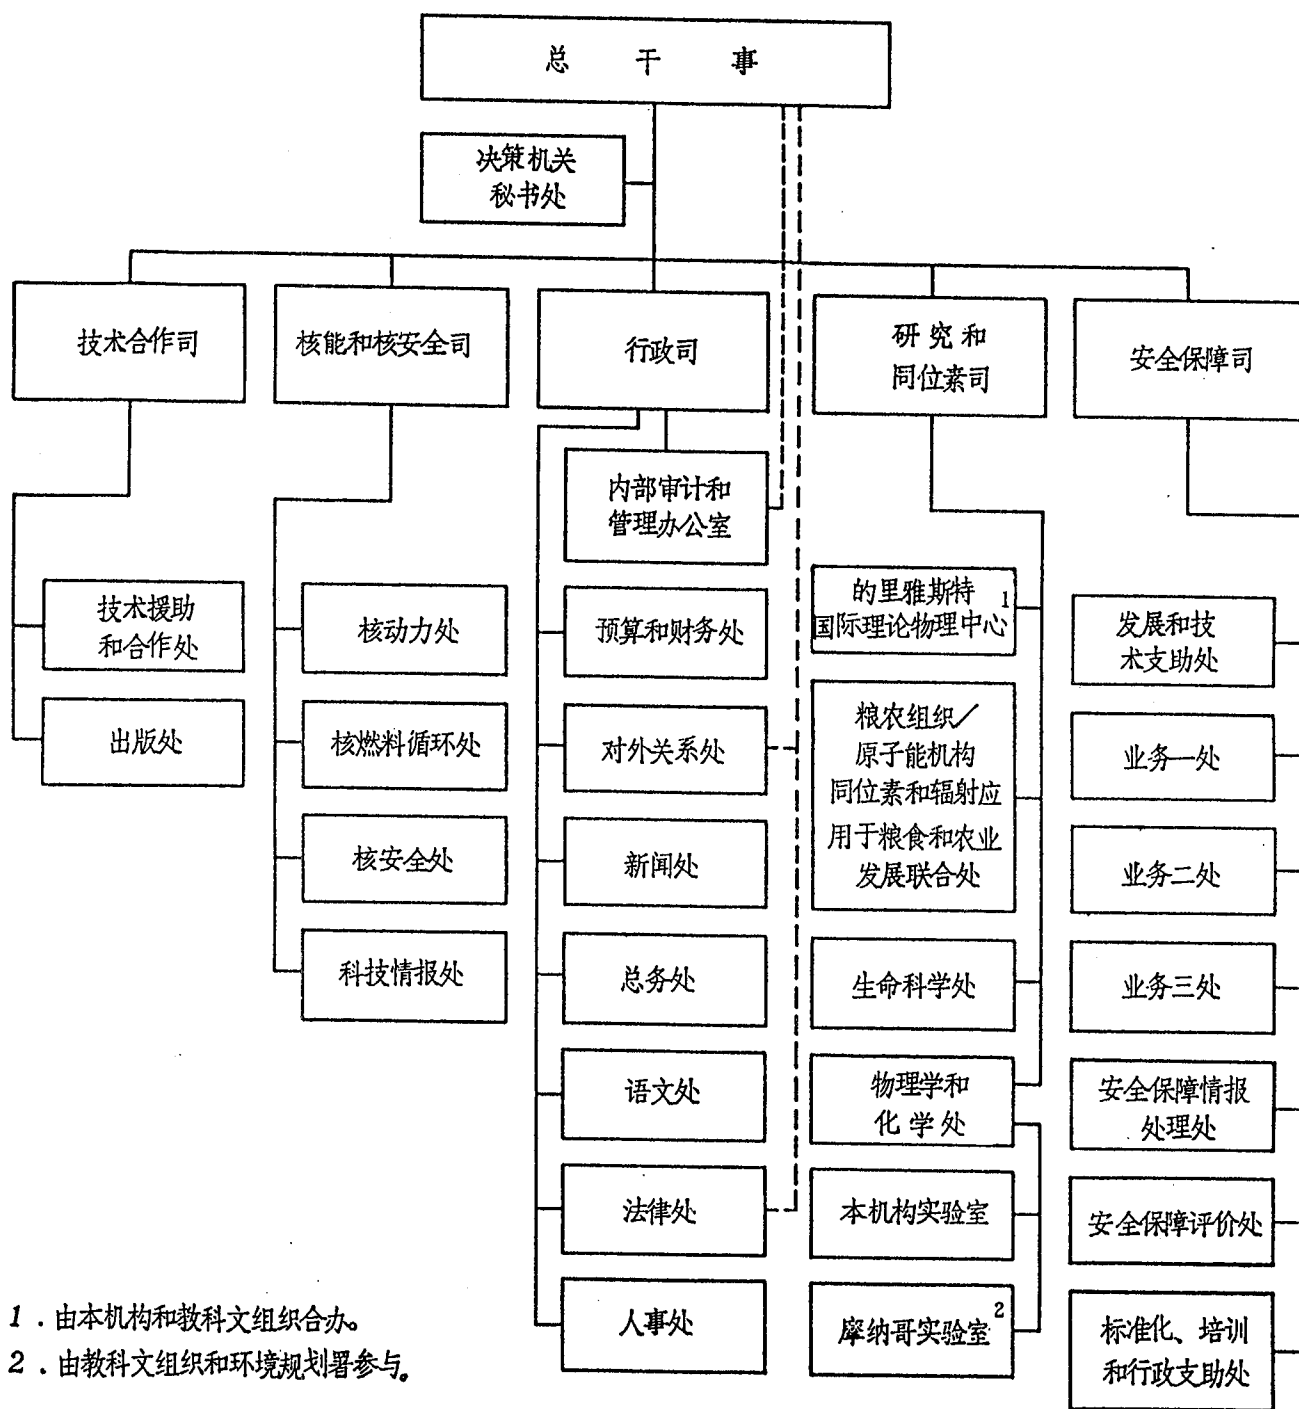 总干事
决策机关
秘书处
技术合作司
核能和核安全司
行政司
研究和
同位素司
安全保障司
技术援助
和合作处
出版处
核动力处
核燃料循环处
核安全处
科技情报处
内部审计和
管理办公室
预算和财务处
对外关系处
新闻处
总务处
语文处
法律处
人事处
的里雅斯特
国际理论物理中心1
粮农组织/
原子能机构
同位素和辐射应
用于粮食和农业
发展联合处
生命科学处
物理学和
化学处
本机构实验室
摩纳哥实验室2
发展和技
术支助处
业务一处
业务二处
业务三处
安全保障情报
处理处
安全保障评价处
标准化、培训
和行政支助处
1.由本机构和教科文组织合办。
2.由教科文组织和环境规划署参与。